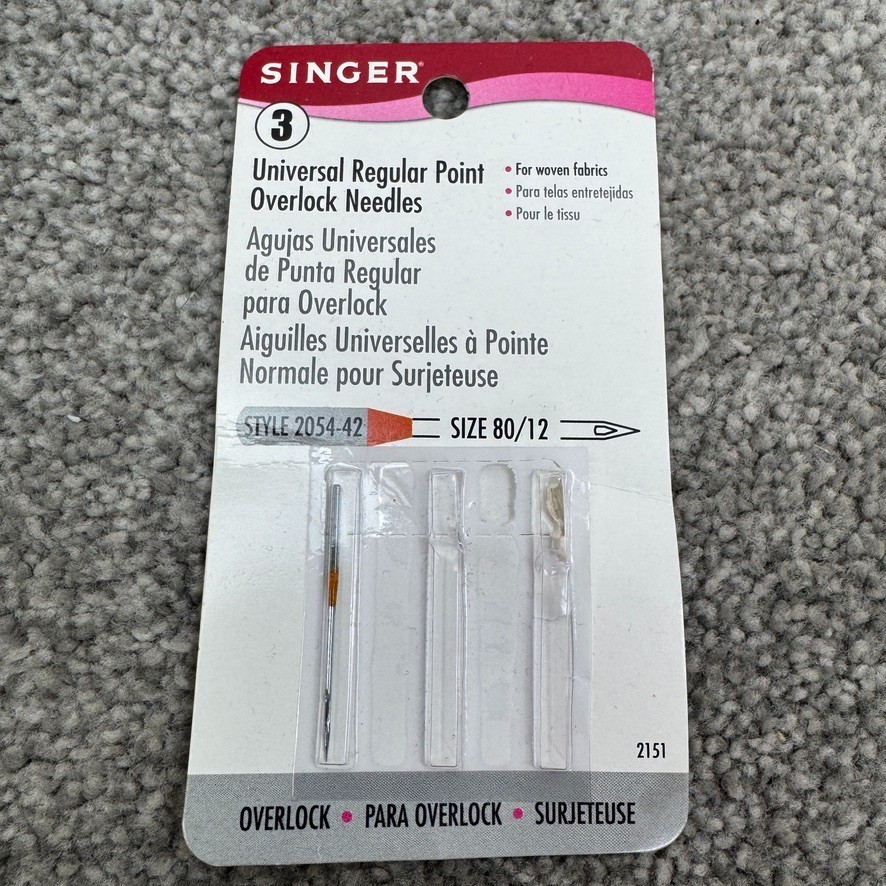 SINGER®
3
Universal Regular Point
Overlock Needles
• For woven fabrics
• Para telas entretejidas
• Pour le tissu
Agujas Universales
de Punta Regular
para Overlock
Aiguilles Universelles à Pointe
Normale pour Surjeteuse
STYLE 2054-42
SIZE 80/12
2151
OVERLOCK • PARA OVERLOCK • SURJETEUSE